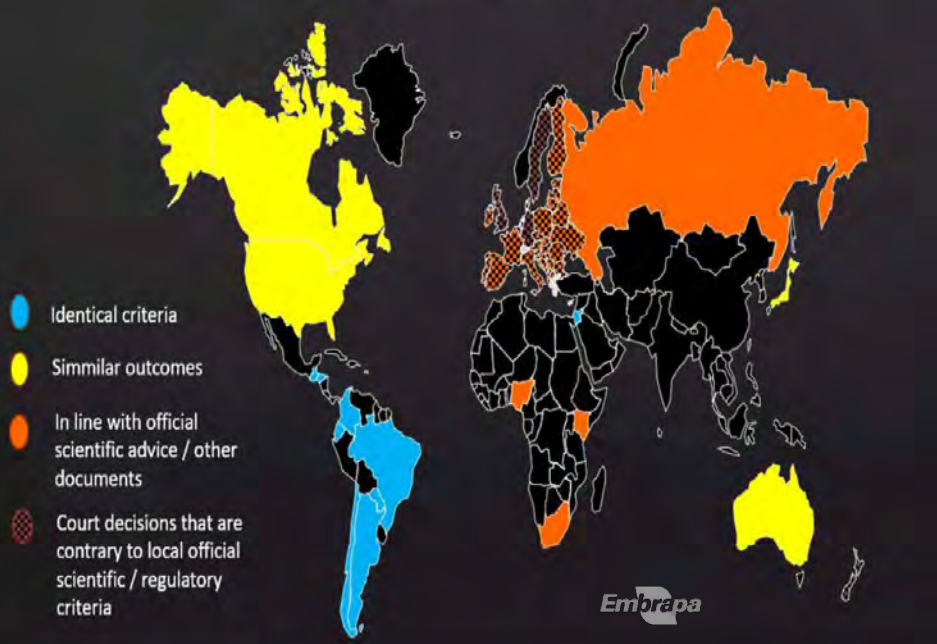 Identical criteria
Simmilar outcomes
In line with official
scientific advice / other
documents
Court decisions that are
contrary to local official
scientific / regulatory
criteria
Embrapa